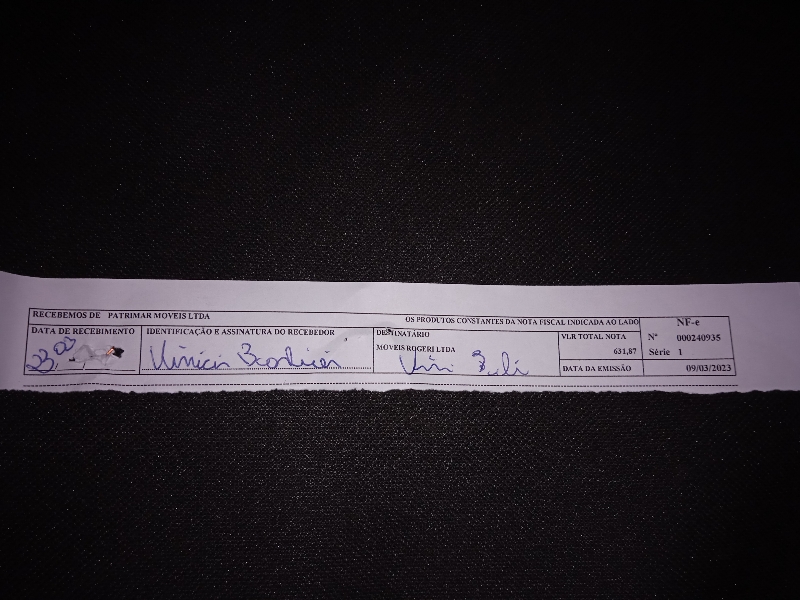 RECEBEMOS DE PATRIMAR MOVEIS LTDA OS PRODUTOS CONSTANTES DA NOTA FISCAL INDICADA AO LADO
NF-e
DATA DE RECEBIMENTO
IDENTIFICAÇÃO E ASSINATURA DO RECEBEDOR
DESTINATÁRIO
MOVEIS ROGERI LTDA
VLR TOTAL NOTA
631,87
DATA DA EMISSÃO
Nº 000240935
Série 1
09/03/2023